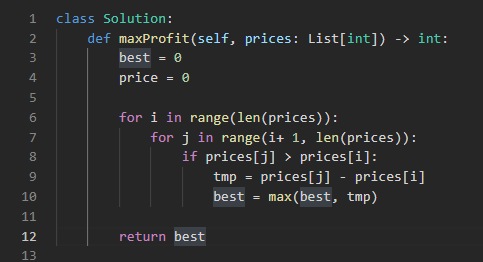 1 class Solution:
2     def maxProfit(self, prices: List[int]) -> int:
3         best = 0
4         price = 0
5
6         for i in range(len(prices)):
7             for j in range(i+ 1, len(prices)):
8                 if prices[j] > prices[i]:
9                     tmp = prices[j] - prices[i]
10                     best = max(best, tmp)
11
12         return best
13